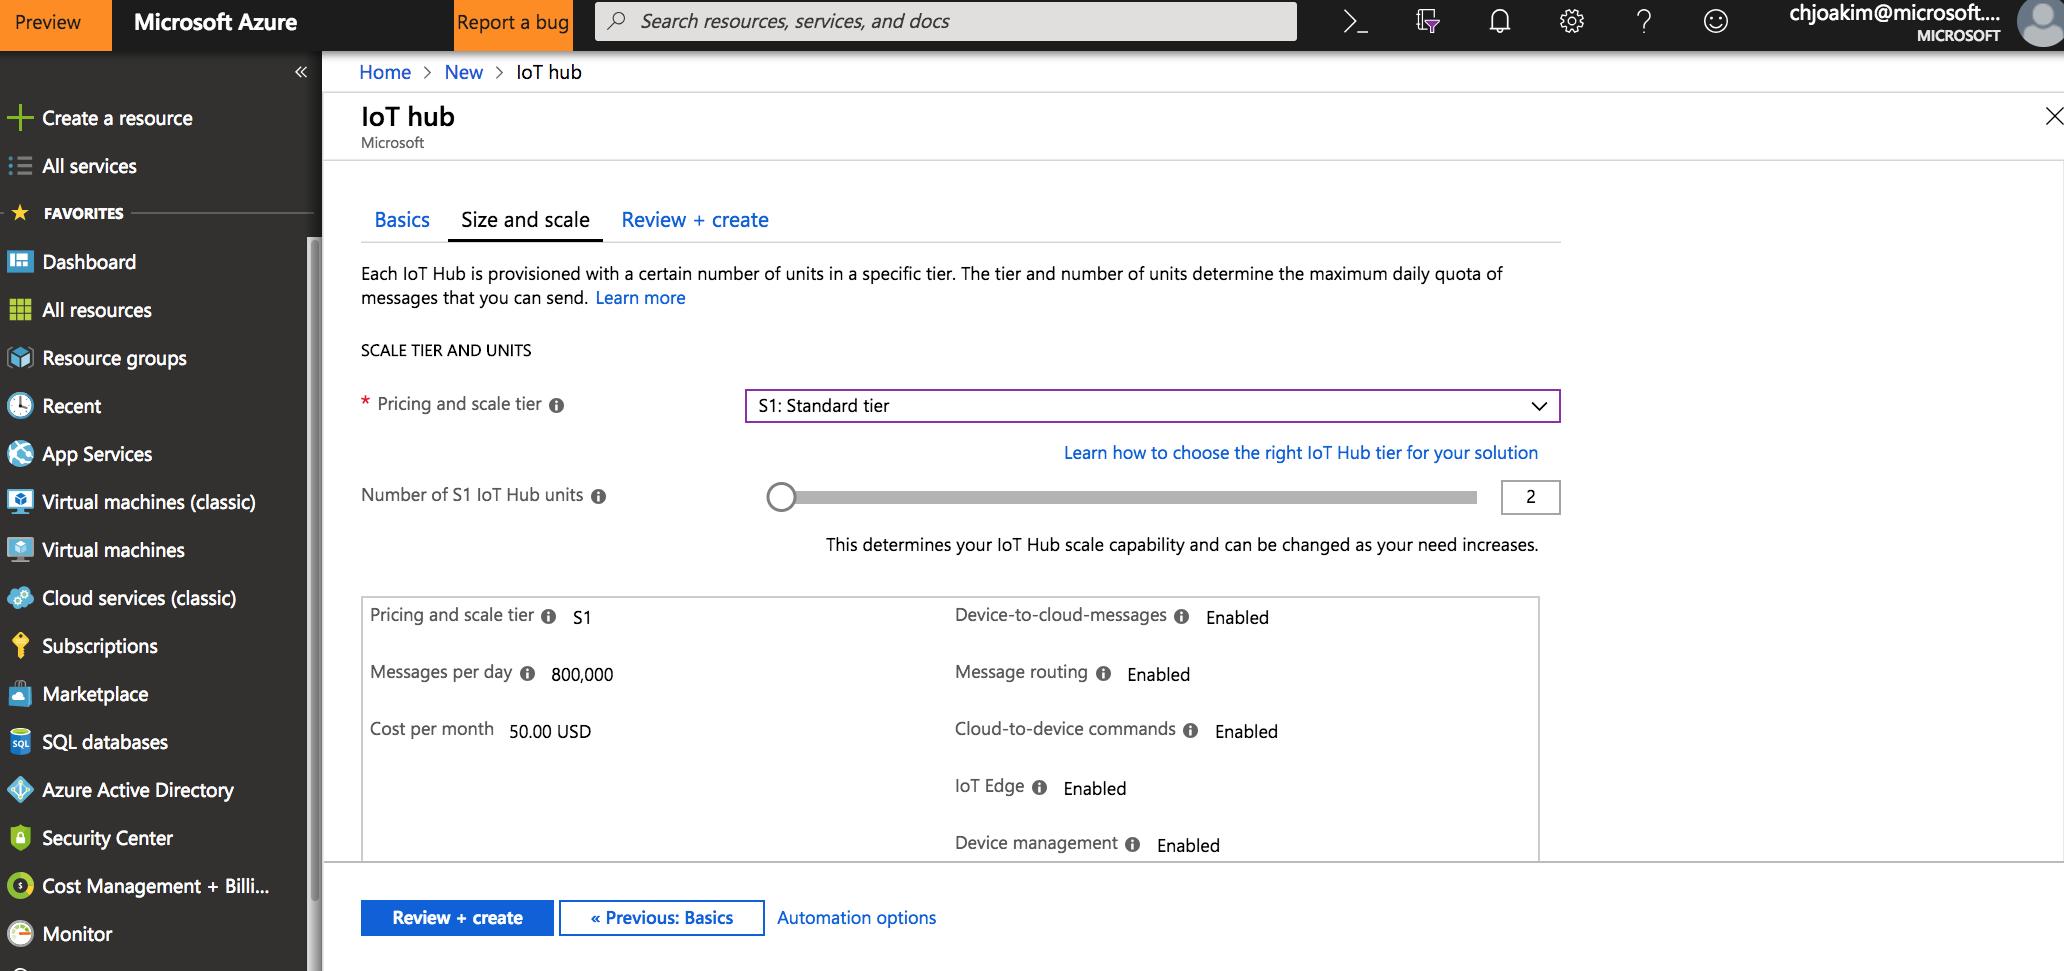 Preview
Microsoft Azure
Report a bug
Search resources, services, and docs
chjoakim@microsoft....
MICROSOFT
Home > New > IoT hub
IoT hub
Microsoft
Create a resource
All services
FAVORITES
Dashboard
All resources
Resource groups
Recent
App Services
Virtual machines (classic)
Virtual machines
Cloud services (classic)
Subscriptions
Marketplace
SQL databases
Azure Active Directory
Security Center
Cost Management + Billi...
Monitor
Basics
Size and scale
Review + create
Each IoT Hub is provisioned with a certain number of units in a specific tier. The tier and number of units determine the maximum daily quota of
messages that you can send. Learn more
SCALE TIER AND UNITS
* Pricing and scale tier
S1: Standard tier
Learn how to choose the right IoT Hub tier for your solution
Number of S1 IoT Hub units
2
This determines your IoT Hub scale capability and can be changed as your need increases.
Pricing and scale tier S1
Messages per day 800,000
Cost per month 50.00 USD
Device-to-cloud-messages Enabled
Message routing Enabled
Cloud-to-device commands Enabled
IoT Edge Enabled
Device management Enabled
Review + create
« Previous: Basics
Automation options